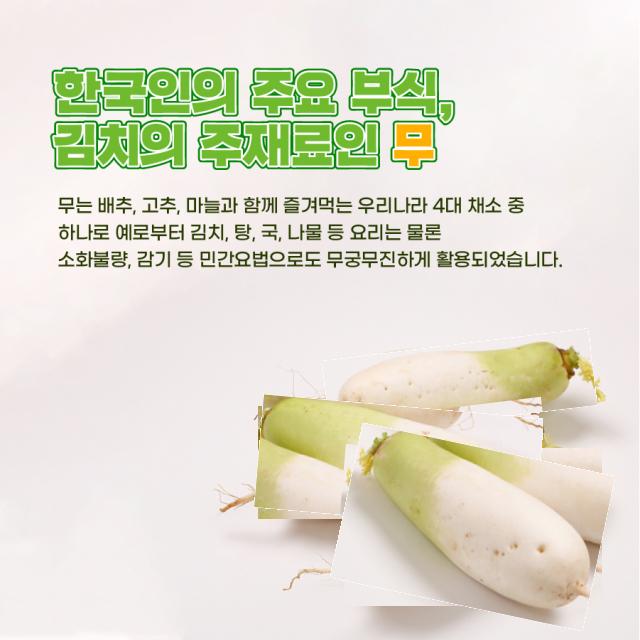 한국인의 주요 부식,
김치의 주재료인 무
무는 배추, 고추, 마늘과 함께 즐겨먹는 우리나라 4대 채소 중
하나로 예로부터 김치, 탕, 국, 나물 등 요리는 물론
소화불량, 감기 등 민간요법으로도 무궁무진하게 활용되었습니다.